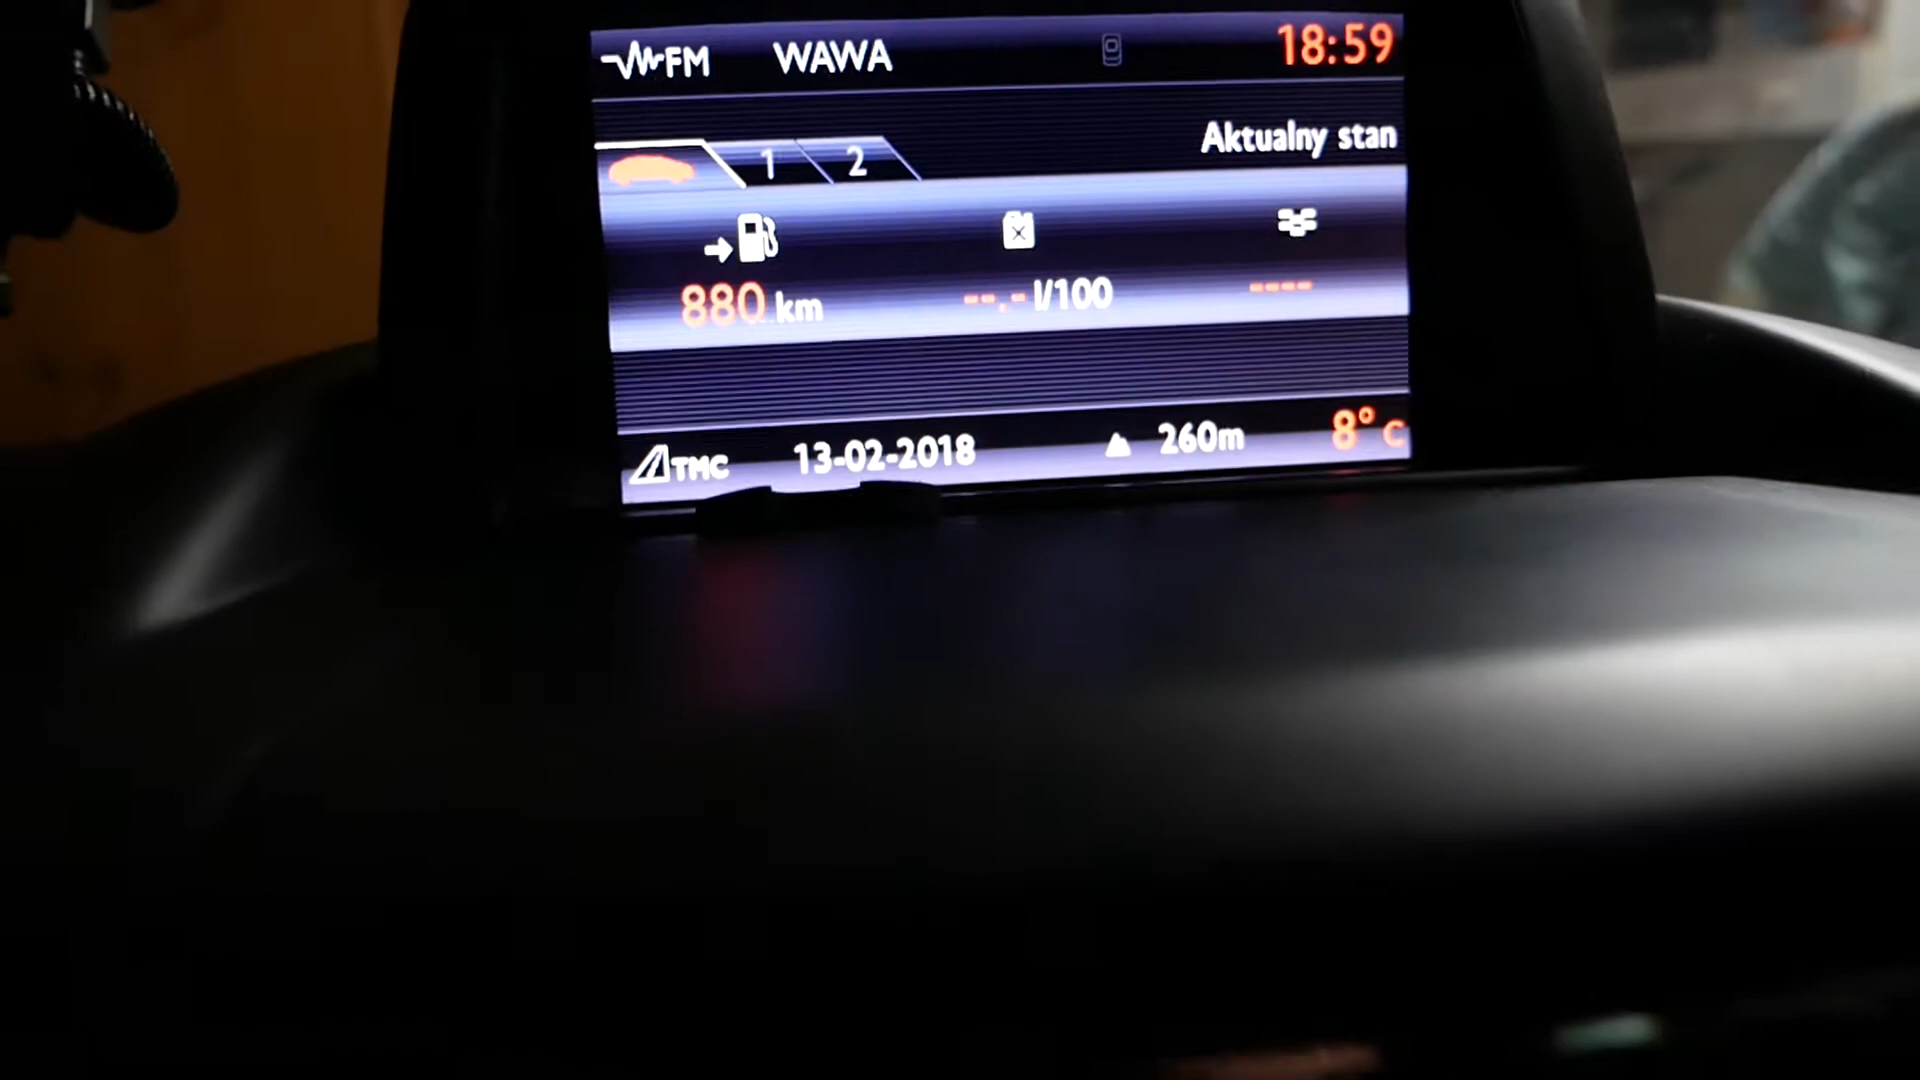 FM WAWA 18:59
Aktualny stan
1 2
880 km --.- l/100 ----
TMC 13-02-2018 260m 8°C